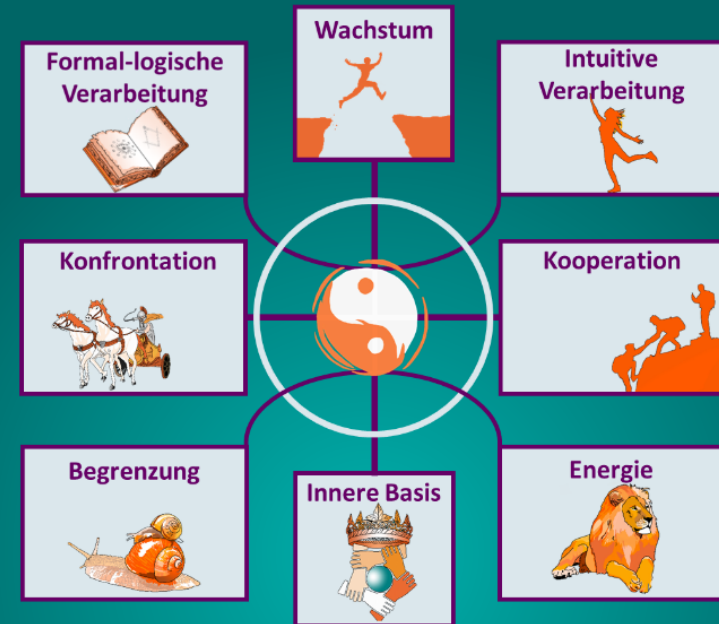 Formal-logische
Verarbeitung
Wachstum
Intuitive
Verarbeitung
Konfrontation
Kooperation
Begrenzung
Innere Basis
Energie